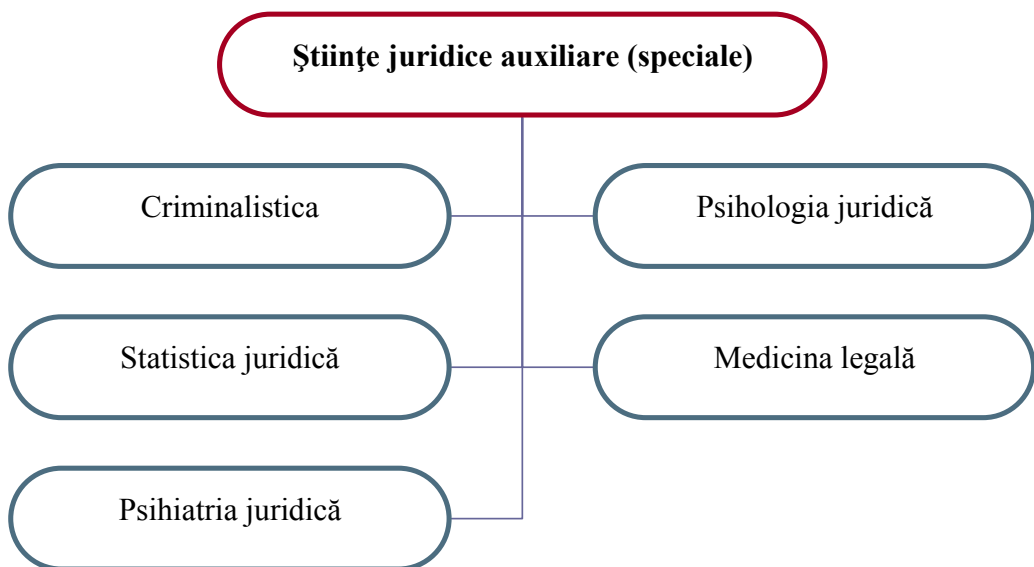 Ştiinţe juridice auxiliare (speciale)
Criminalistica
Psihologia juridică
Statistica juridică
Medicina legală
Psihiatria juridică